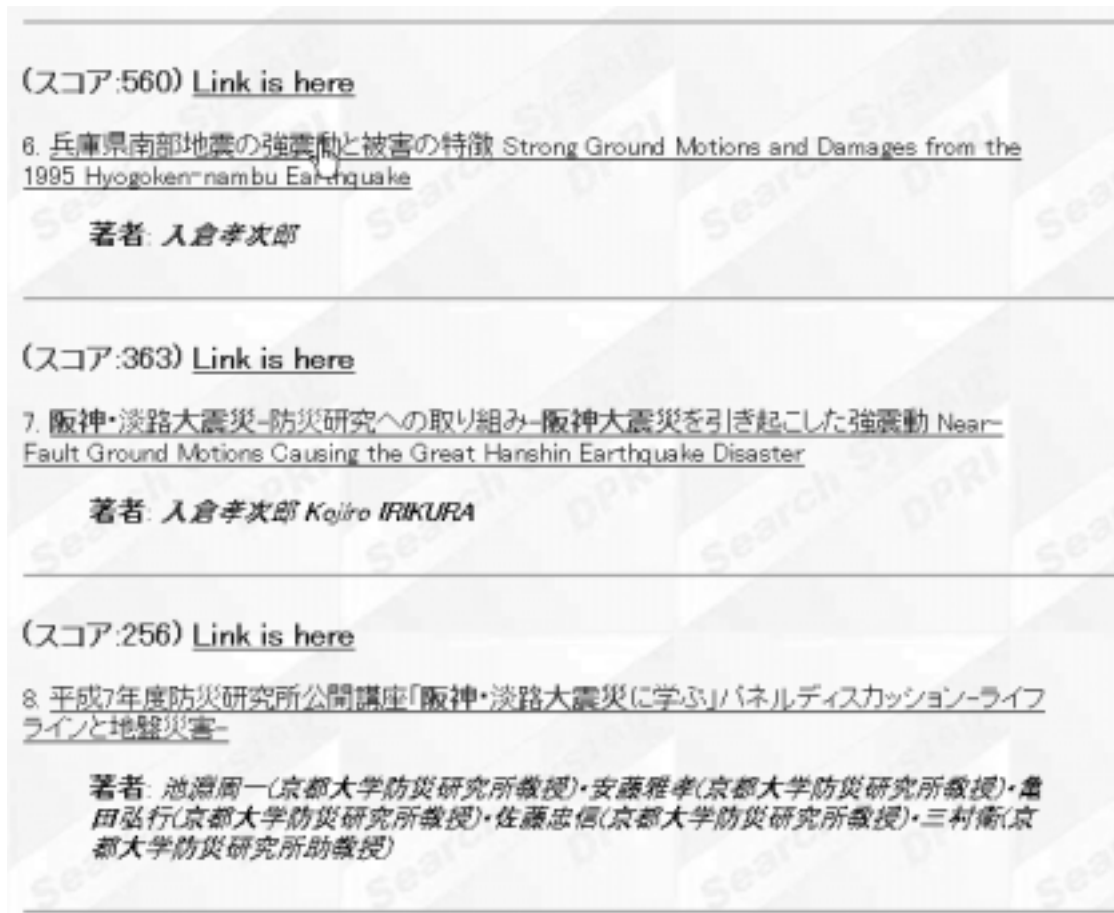 (スコア:560) Link is here
6. 兵庫県南部地震の強震動と被害の特徴 Strong Ground Motions and Damages from the
1995 Hyogoken-nambu Earthquake
著者: 入倉孝次郎
(スコア:363) Link is here
7. 阪神・淡路大震災-防災研究への取り組み-阪神大震災を引き起こした強震動 Near-
Fault Ground Motions Causing the Great Hanshin Earthquake Disaster
著者: 入倉孝次郎 Kojiro IRIKURA
(スコア:256) Link is here
8. 平成7年度防災研究所公開講座「阪神・淡路大震災に学ぶ」パネルディスカッション-ライフ
ラインと地盤災害-
著者: 池淵周一(京都大学防災研究所教授)・安藤雅孝(京都大学防災研究所教授)・亀
田弘行(京都大学防災研究所教授)・佐藤忠信(京都大学防災研究所教授)・三村衛(京
都大学防災研究所助教授)